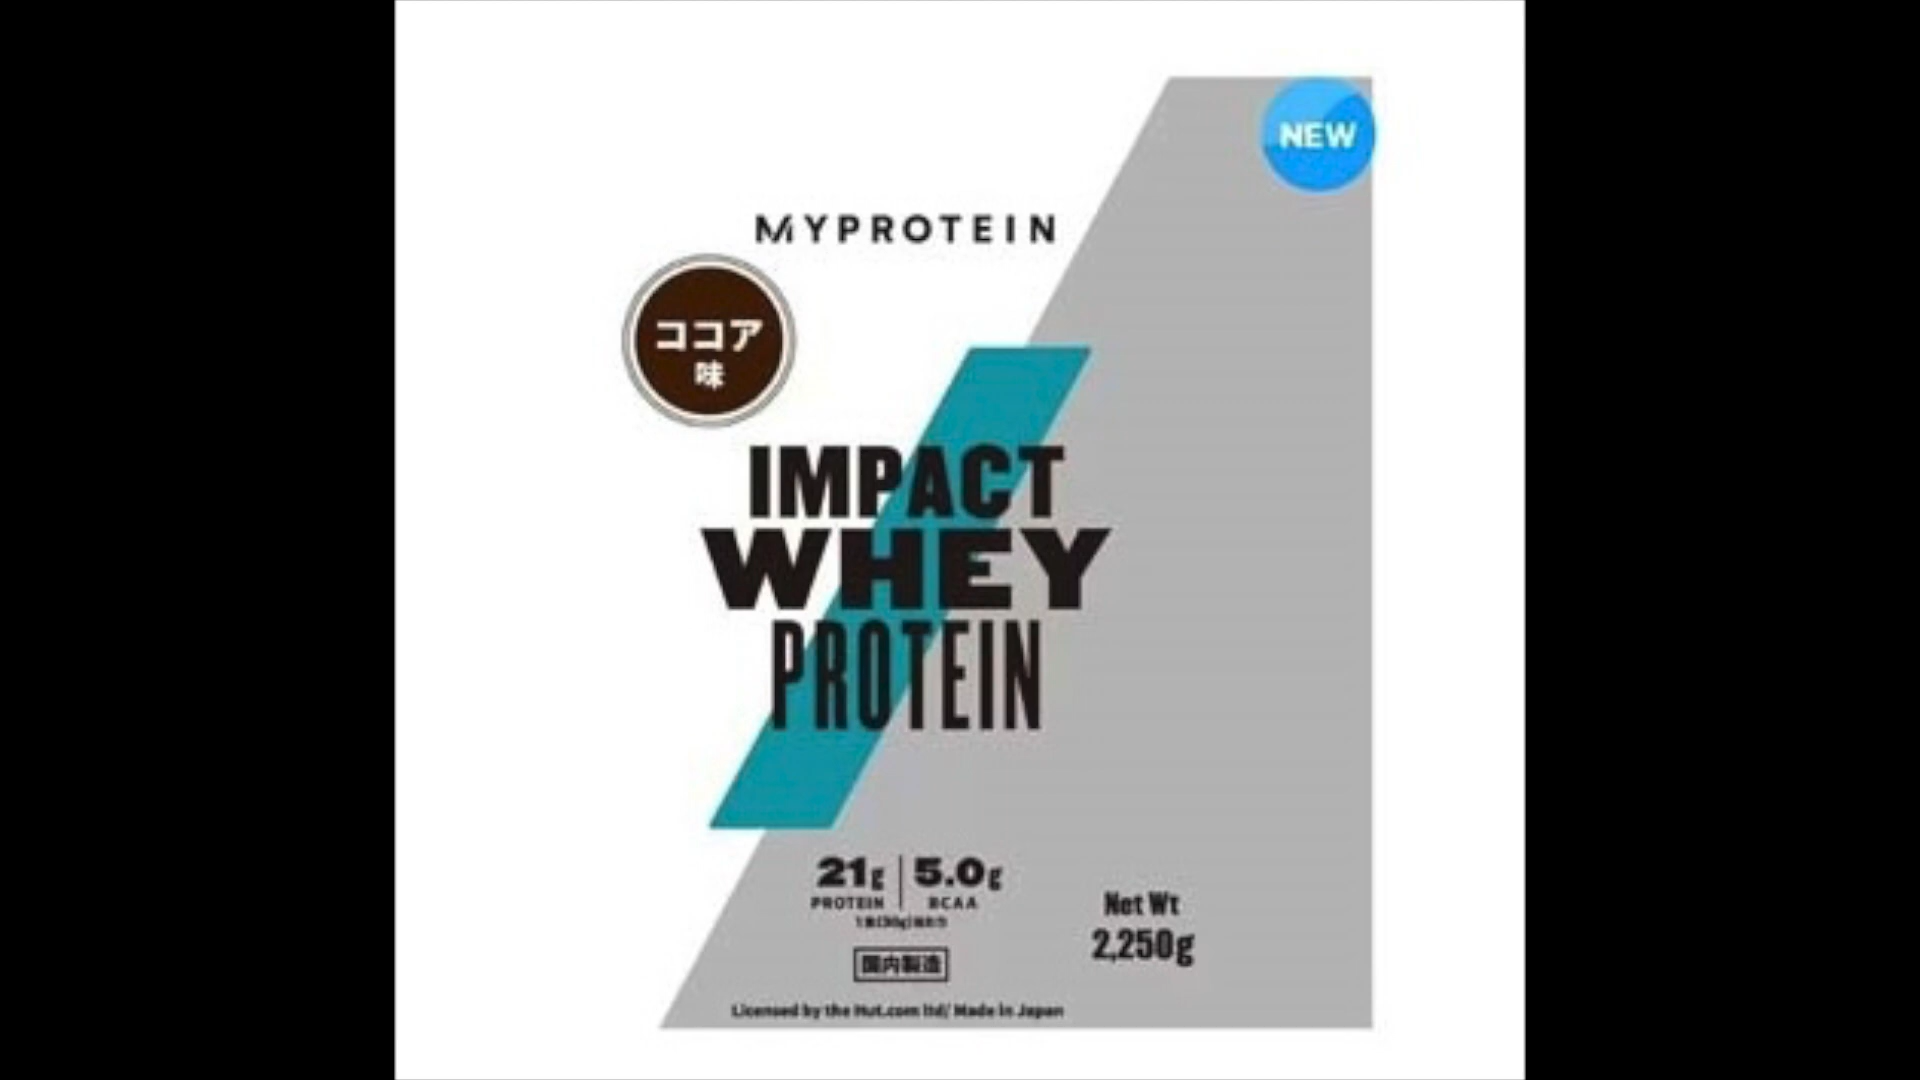 NEW
MYPROTEIN
ココア
味
IMPACT
WHEY
PROTEIN
21g 5.0g
PROTEIN BCAA
Net Wt
2,250g
国内製造
Licensed by the Hut.com ltd/ Made in Japan